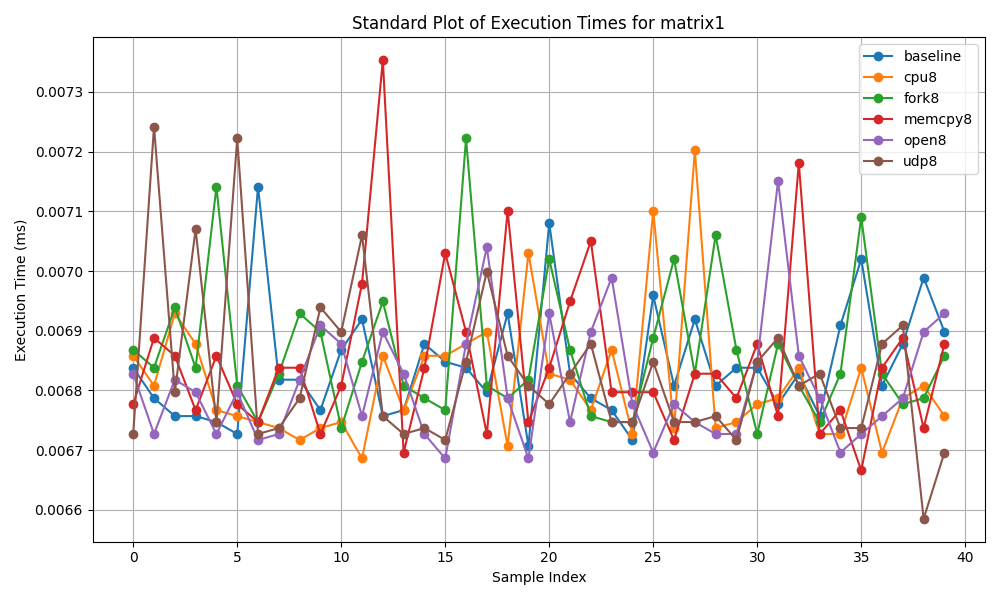 Standard Plot of Execution Times for matrix1
Execution Time (ms)
0.0073
0.0072
0.0071
0.0070
0.0069
0.0068
0.0067
0.0066
baseline
cpu8
fork8
memcpy8
open8
udp8
0 5 10 15 20 25 30 35 40
Sample Index